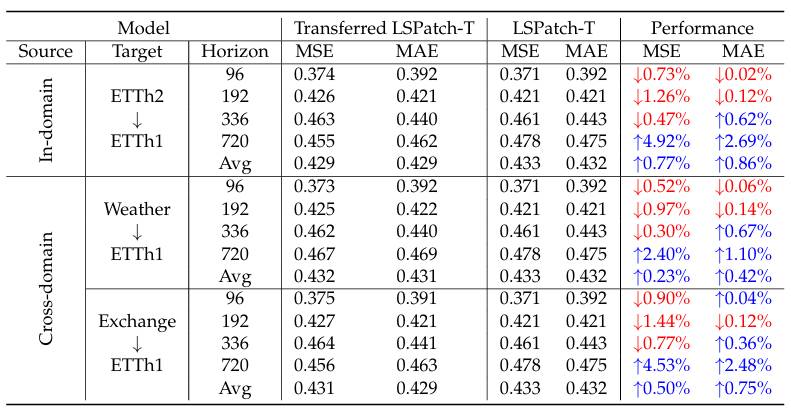 Model Transferred LSPatch-T LSPatch-T Performance
Source Target Horizon MSE MAE MSE MAE MSE MAE
In-domain
ETTh2
↓
ETTh1
96 0.374 0.392 0.371 0.392 ↓0.73% ↓0.02%
192 0.426 0.421 0.421 0.421 ↓1.26% ↓0.12%
336 0.463 0.440 0.461 0.443 ↓0.47% ↑0.62%
720 0.455 0.462 0.478 0.475 ↑4.92% ↑2.69%
Avg 0.429 0.429 0.433 0.432 ↑0.77% ↑0.86%
Cross-domain
Weather
↓
ETTh1
96 0.373 0.392 0.371 0.392 ↓0.52% ↓0.06%
192 0.425 0.422 0.421 0.421 ↓0.97% ↓0.14%
336 0.462 0.440 0.461 0.443 ↓0.30% ↑0.67%
720 0.467 0.469 0.478 0.475 ↑2.40% ↑1.10%
Avg 0.432 0.431 0.433 0.432 ↑0.23% ↑0.42%
Exchange
↓
ETTh1
96 0.375 0.391 0.371 0.392 ↓0.90% ↑0.04%
192 0.427 0.421 0.421 0.421 ↓1.44% ↓0.12%
336 0.464 0.441 0.461 0.443 ↓0.77% ↑0.36%
720 0.456 0.463 0.478 0.475 ↑4.53% ↑2.48%
Avg 0.431 0.429 0.433 0.432 ↑0.50% ↑0.75%